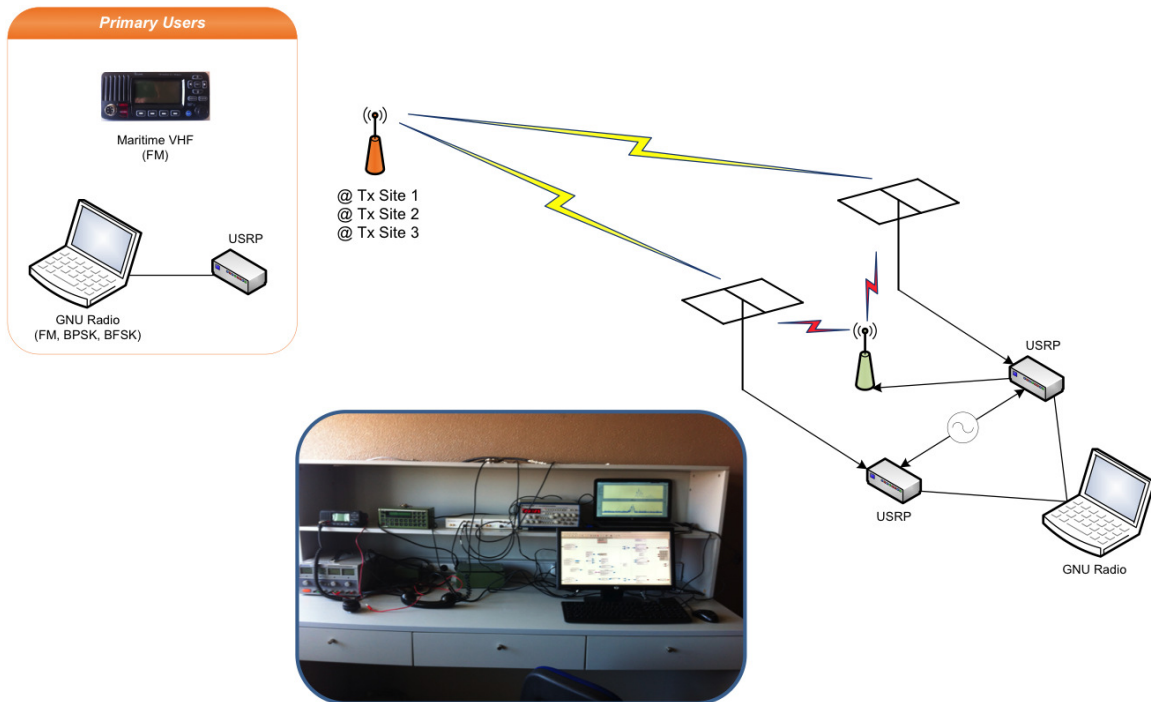 Primary Users
Maritime VHF
(FM)
USRP
GNU Radio
(FM, BPSK, BFSK)
@ Tx Site 1
@ Tx Site 2
@ Tx Site 3
USRP
USRP
GNU Radio